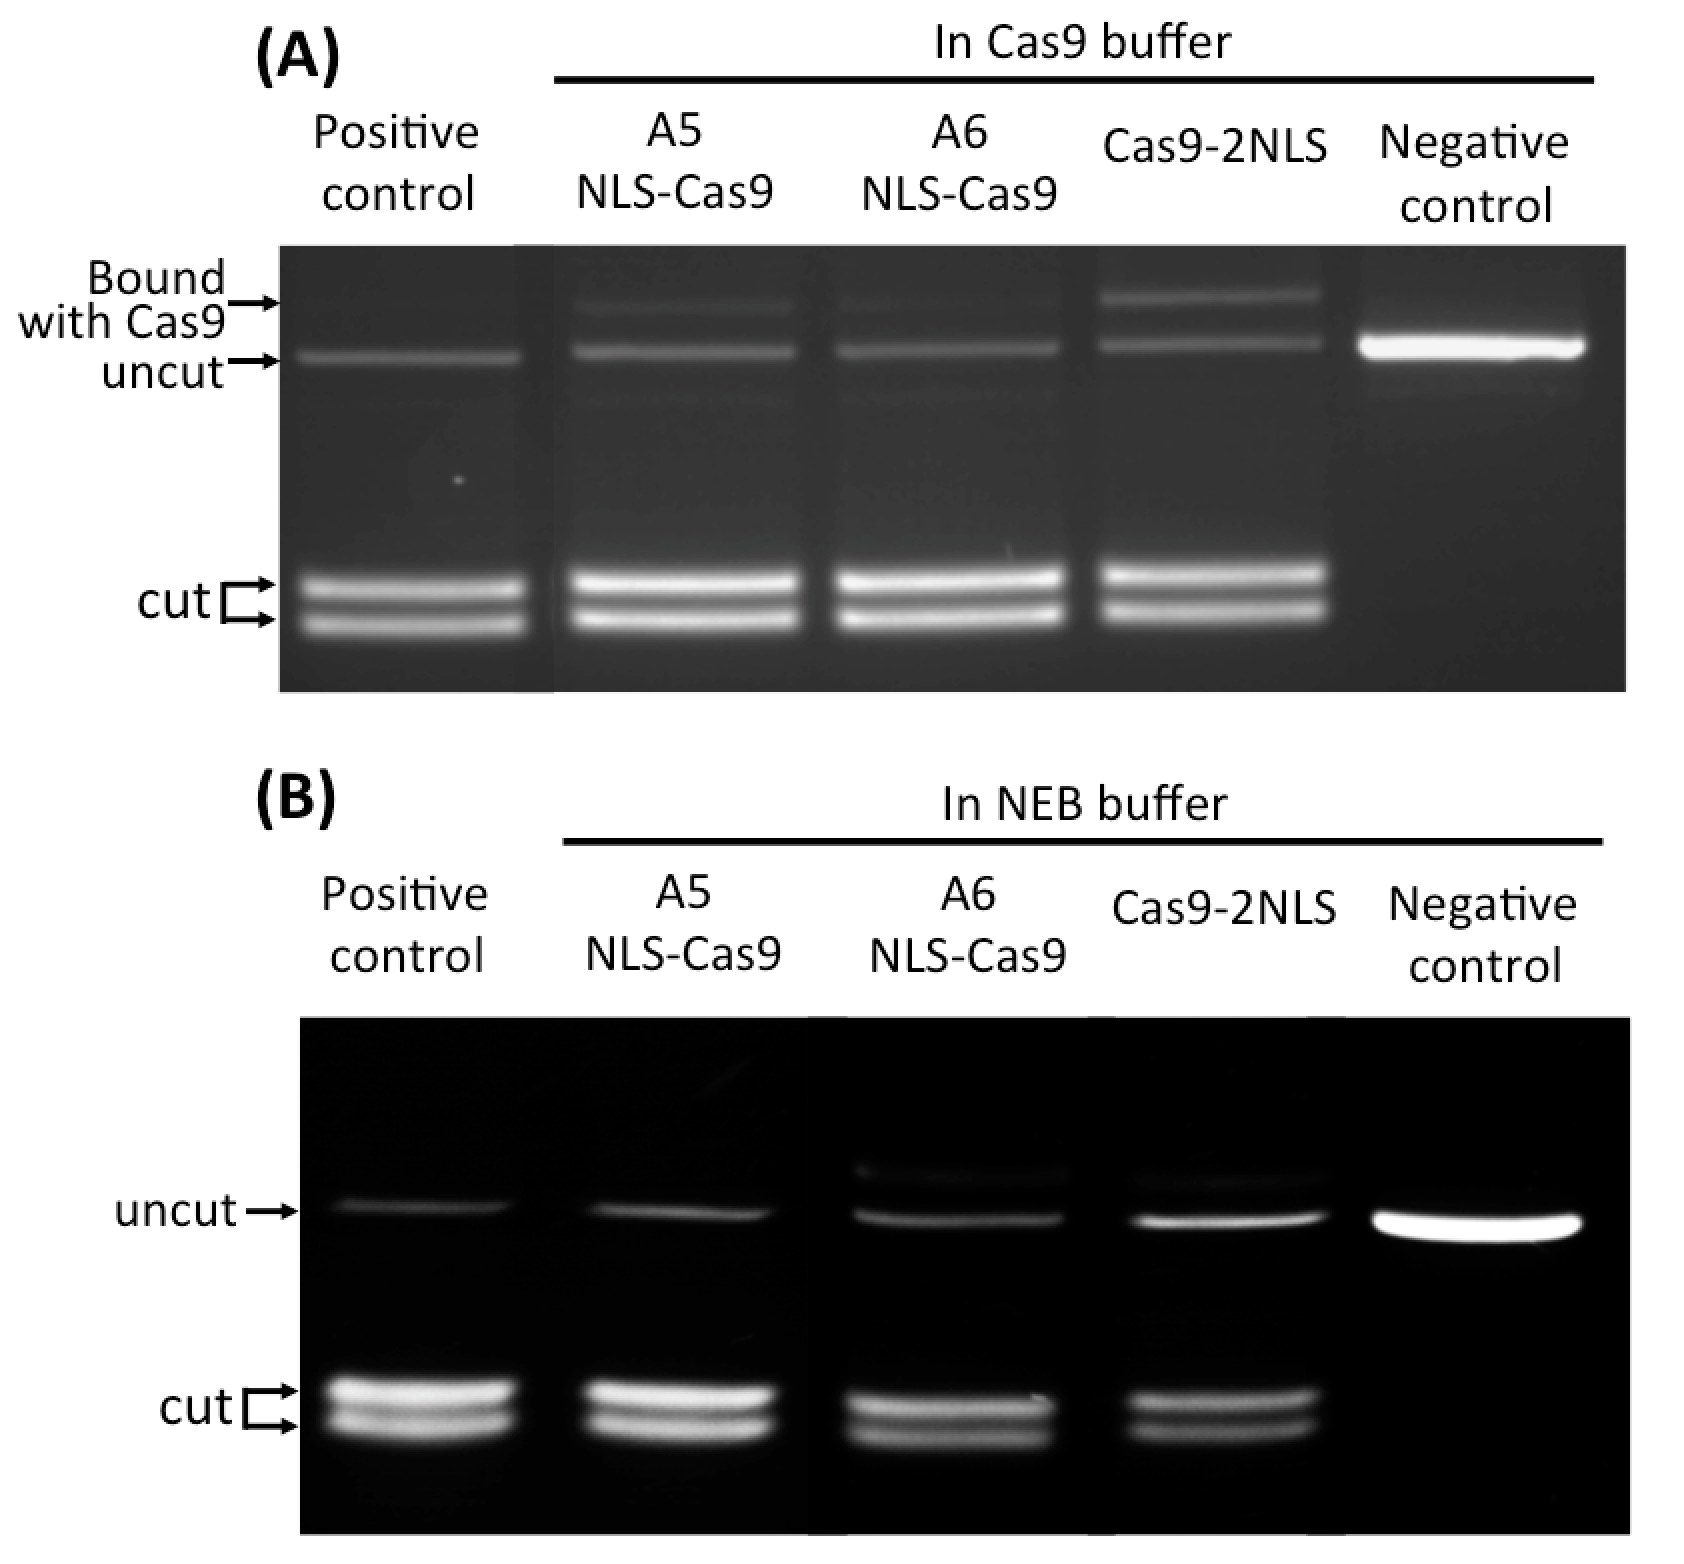 (A)
In Cas9 buffer
Positive
control
A5
NLS-Cas9
A6
NLS-Cas9
Cas9-2NLS
Negative
control
Bound
with Cas9
uncut
cut
(B)
In NEB buffer
Positive
control
A5
NLS-Cas9
A6
NLS-Cas9
Cas9-2NLS
Negative
control
uncut
cut